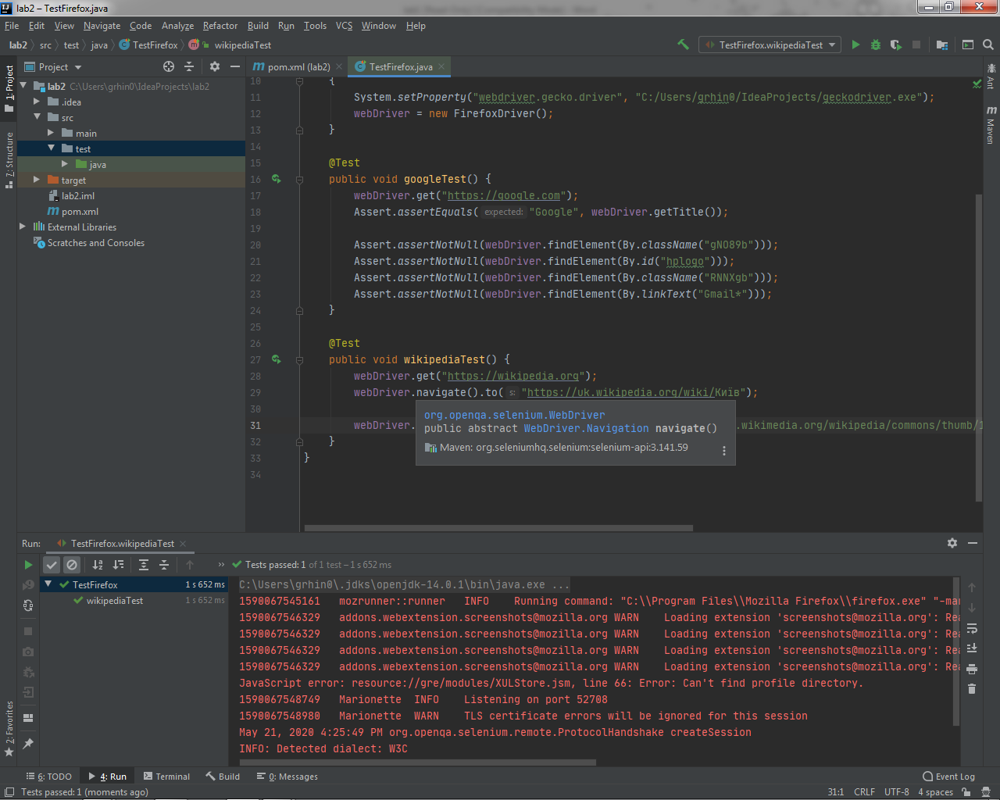 lab2 – TestFirefox.java
File Edit View Navigate Code Analyze Refactor Build Run Tools VCS Window Help
lab2 src test java TestFirefox wikipediaTest
TestFirefox.wikipediaTest
Project
pom.xml (lab2)
TestFirefox.java
1: Project
7: Structure
2: Favorites
Ant
Maven
lab2 C:\Users\grhin0\IdeaProjects\lab2
.idea
src
main
test
java
target
lab2.iml
pom.xml
External Libraries
Scratches and Consoles
10 {
11 System.setProperty("webdriver.gecko.driver", "C:/Users/grhin0/IdeaProjects/geckodriver.exe");
12 webDriver = new FirefoxDriver();
13 }
14
15 @Test
16 public void googleTest() {
17 webDriver.get("https://google.com");
18 Assert.assertEquals( expected: "Google", webDriver.getTitle());
19
20 Assert.assertNotNull(webDriver.findElement(By.className("gNO89b")));
21 Assert.assertNotNull(webDriver.findElement(By.id("hplogo")));
22 Assert.assertNotNull(webDriver.findElement(By.className("RNNXgb")));
23 Assert.assertNotNull(webDriver.findElement(By.linkText("Gmail*")));
24 }
25
26 @Test
27 public void wikipediaTest() {
28 webDriver.get("https://wikipedia.org");
29 webDriver.navigate().to( s: "https://uk.wikipedia.org/wiki/Київ");
30
31 webDriver. .wikimedia.org/wikipedia/commons/thumb/1
32 }
33 }
34
org.openqa.selenium.WebDriver
public abstract WebDriver.Navigation navigate()
Maven: org.seleniumhq.selenium:selenium-api:3.141.59
Run: TestFirefox.wikipediaTest
Tests passed: 1 of 1 test – 1 s 652 ms
TestFirefox 1 s 652 ms
wikipediaTest 1 s 652 ms
C:\Users\grhin0\.jdks\openjdk-14.0.1\bin\java.exe ...
1590067545161 mozrunner::runner INFO Running command: "C:\\Program Files\\Mozilla Firefox\\firefox.exe" "-mar
1590067546329 addons.webextension.screenshots@mozilla.org WARN Loading extension 'screenshots@mozilla.org': Rea
1590067546329 addons.webextension.screenshots@mozilla.org WARN Loading extension 'screenshots@mozilla.org': Rea
1590067546329 addons.webextension.screenshots@mozilla.org WARN Loading extension 'screenshots@mozilla.org': Rea
1590067546329 addons.webextension.screenshots@mozilla.org WARN Loading extension 'screenshots@mozilla.org': Rea
JavaScript error: resource://gre/modules/XULStore.jsm, line 66: Error: Can't find profile directory.
1590067548749 Marionette INFO Listening on port 52708
1590067548980 Marionette WARN TLS certificate errors will be ignored for this session
May 21, 2020 4:25:49 PM org.openqa.selenium.remote.ProtocolHandshake createSession
INFO: Detected dialect: W3C
6: TODO 4: Run Terminal Build 0: Messages Event Log
Tests passed: 1 (moments ago) 31:1 CRLF UTF-8 4 spaces